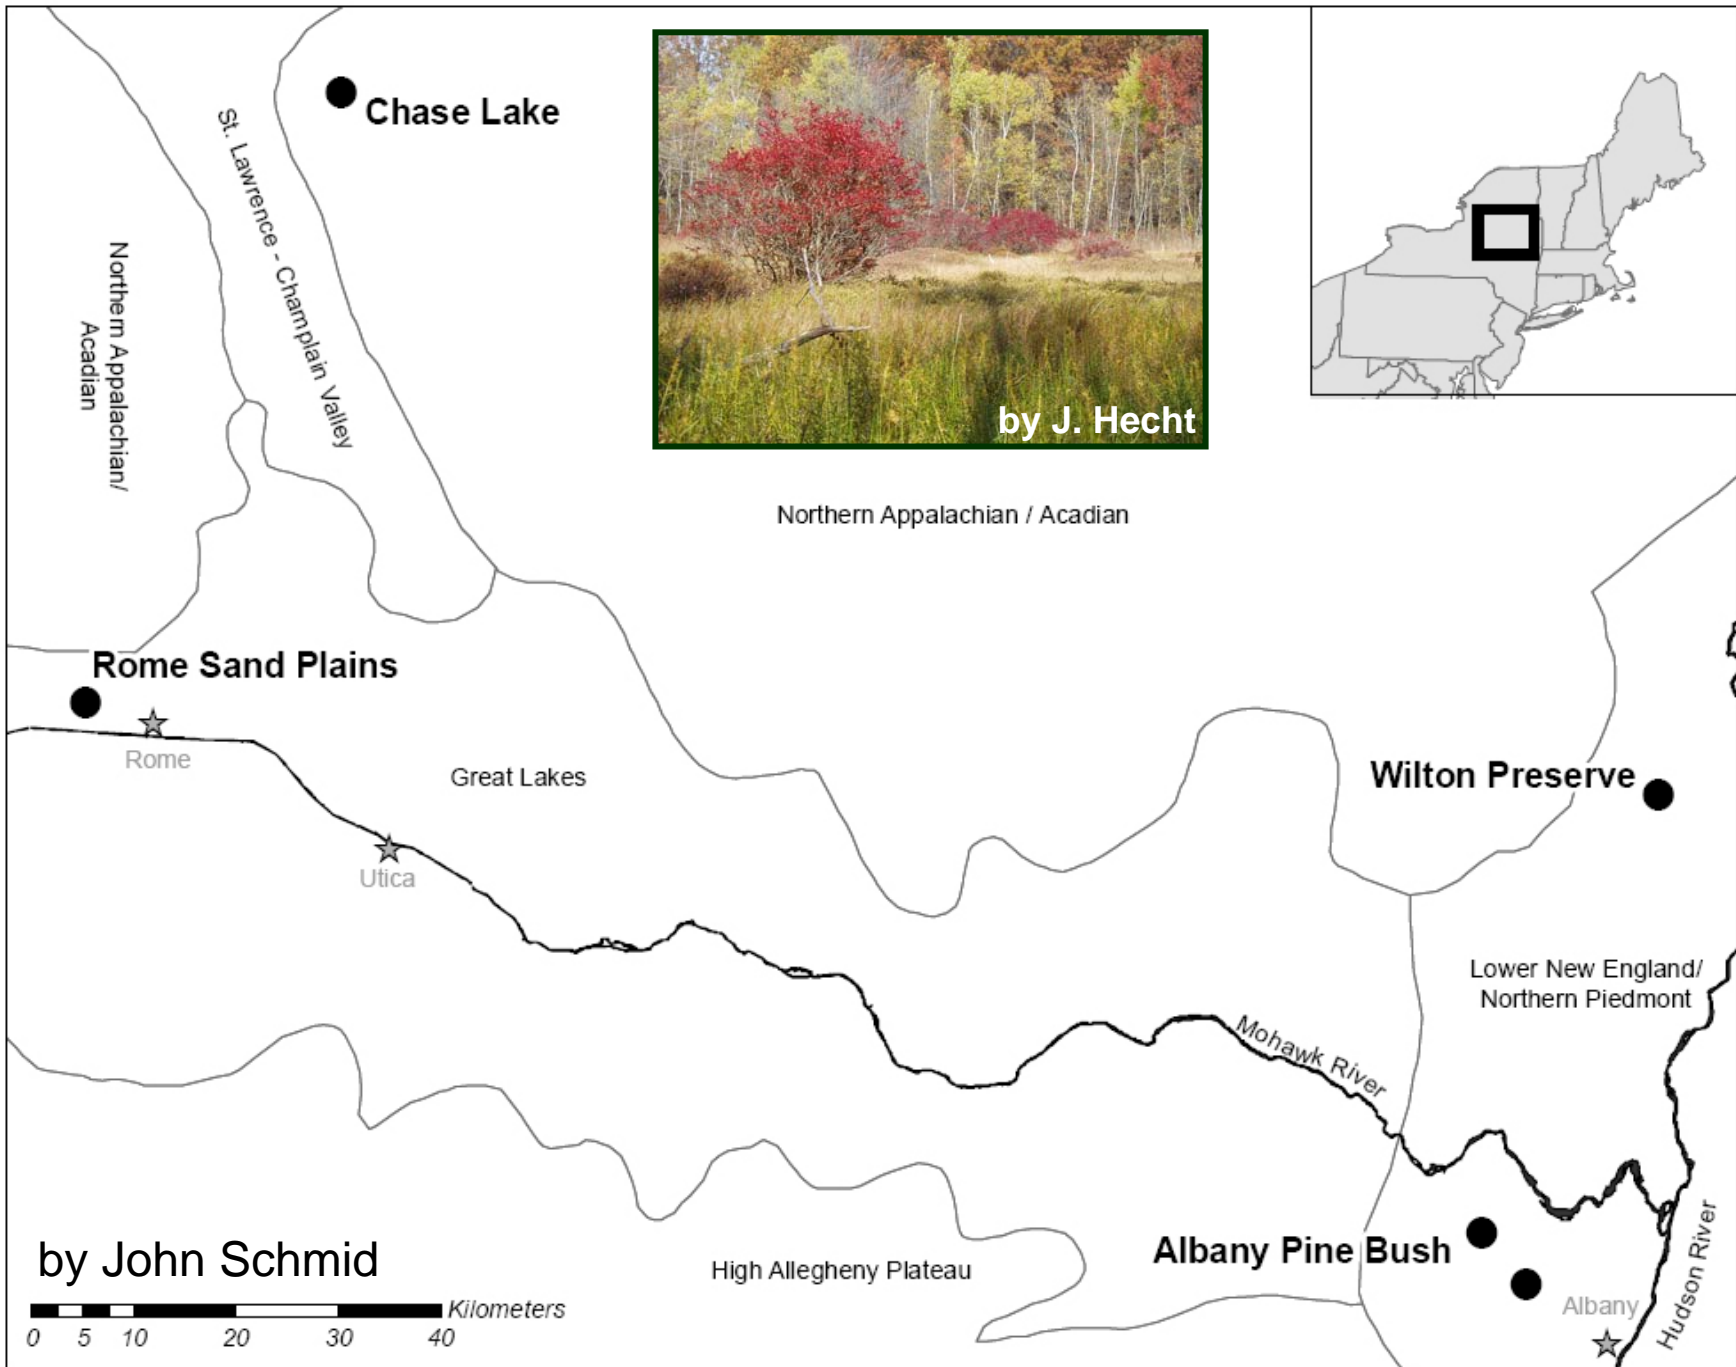 Chase Lake
St. Lawrence - Champlain Valley
Northern Appalachian/
Acadian
by J. Hecht
Northern Appalachian / Acadian
Rome Sand Plains
Rome
Great Lakes
Utica
Wilton Preserve
Lower New England/
Northern Piedmont
Mohawk River
Albany Pine Bush
High Allegheny Plateau
Albany
Hudson River
by John Schmid
Kilometers
0 5 10 20 30 40